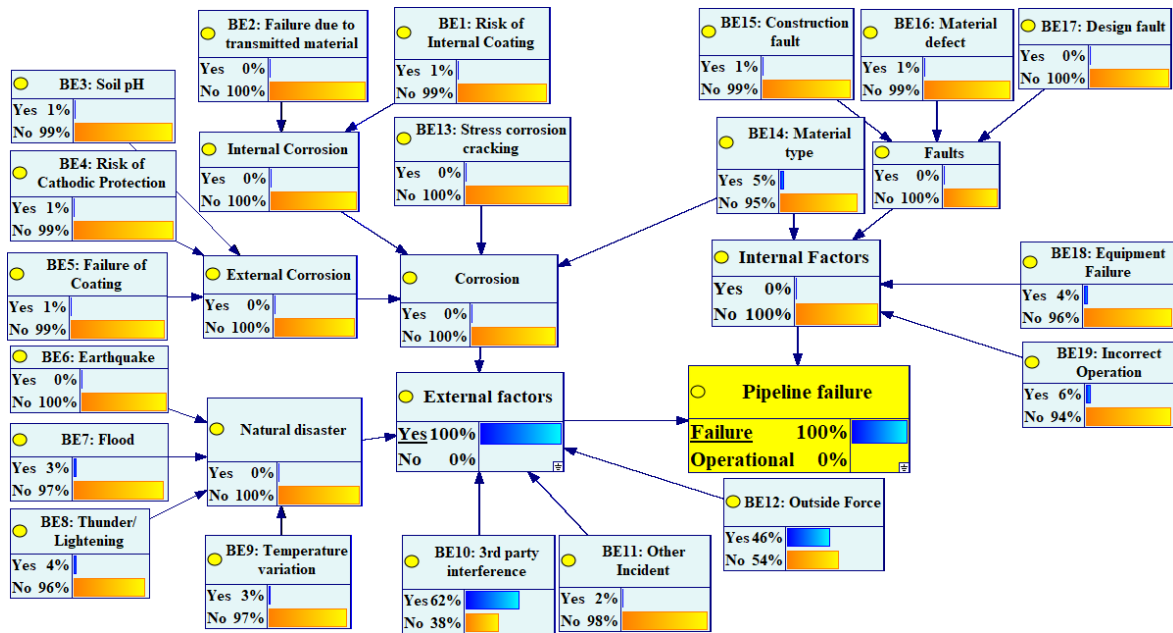 BE2: Failure due to
transmitted material
Yes 0%
No 100%
BE1: Risk of
Internal Coating
Yes 1%
No 99%
BE15: Construction
fault
Yes 1%
No 99%
BE16: Material
defect
Yes 1%
No 99%
BE17: Design fault
Yes 0%
No 100%
BE3: Soil pH
Yes 1%
No 99%
BE4: Risk of
Cathodic Protection
Yes 1%
No 99%
Internal Corrosion
Yes 0%
No 100%
BE13: Stress corrosion
cracking
Yes 0%
No 100%
BE14: Material
type
Yes 5%
No 95%
Faults
Yes 0%
No 100%
BE5: Failure of
Coating
Yes 1%
No 99%
External Corrosion
Yes 0%
No 100%
Corrosion
Yes 0%
No 100%
Internal Factors
Yes 0%
No 100%
BE18: Equipment
Failure
Yes 4%
No 96%
BE6: Earthquake
Yes 0%
No 100%
BE19: Incorrect
Operation
Yes 6%
No 94%
BE7: Flood
Yes 3%
No 97%
Natural disaster
Yes 0%
No 100%
External factors
Yes 100%
No 0%
Pipeline failure
Failure 100%
Operational 0%
BE8: Thunder/
Lightening
Yes 4%
No 96%
BE9: Temperature
variation
Yes 3%
No 97%
BE10: 3rd party
interference
Yes 62%
No 38%
BE11: Other
Incident
Yes 2%
No 98%
BE12: Outside Force
Yes 46%
No 54%